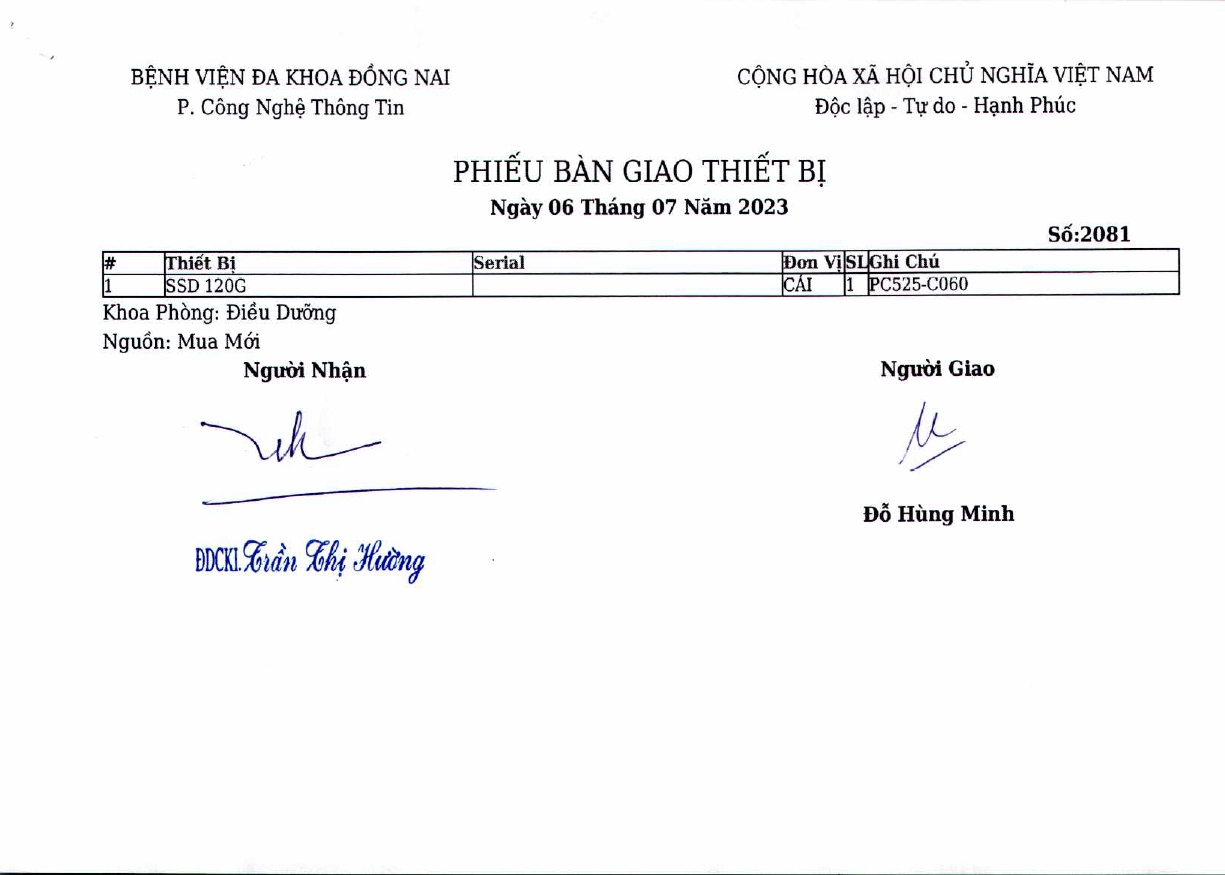 BỆNH VIỆN ĐA KHOA ĐỒNG NAI
P. Công Nghệ Thông Tin
CỘNG HÒA XÃ HỘI CHỦ NGHĨA VIỆT NAM
Độc lập - Tự do - Hạnh Phúc
PHIẾU BÀN GIAO THIẾT BỊ
Ngày 06 Tháng 07 Năm 2023
Số:2081
# Thiết Bị Serial Đơn Vị SL Ghi Chú
1 SSD 120G CÁI 1 PC525-C060
Khoa Phòng: Điều Dưỡng
Nguồn: Mua Mới
Người Nhận
Người Giao
Đỗ Hùng Minh
ĐDCKI.Trần Thị Hường